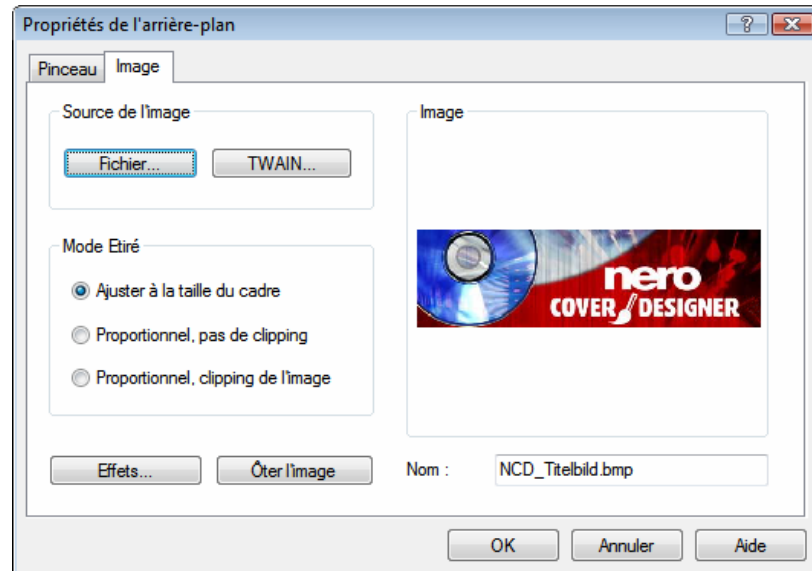 Propriétés de l'arrière-plan
Pinceau
Image
Source de l'image
Fichier...
TWAIN...
Mode Etiré
Ajuster à la taille du cadre
Proportionnel, pas de clipping
Proportionnel, clipping de l'image
Effets...
Ôter l'image
Image
nero
COVER DESIGNER
Nom :
NCD_Titelbild.bmp
OK
Annuler
Aide